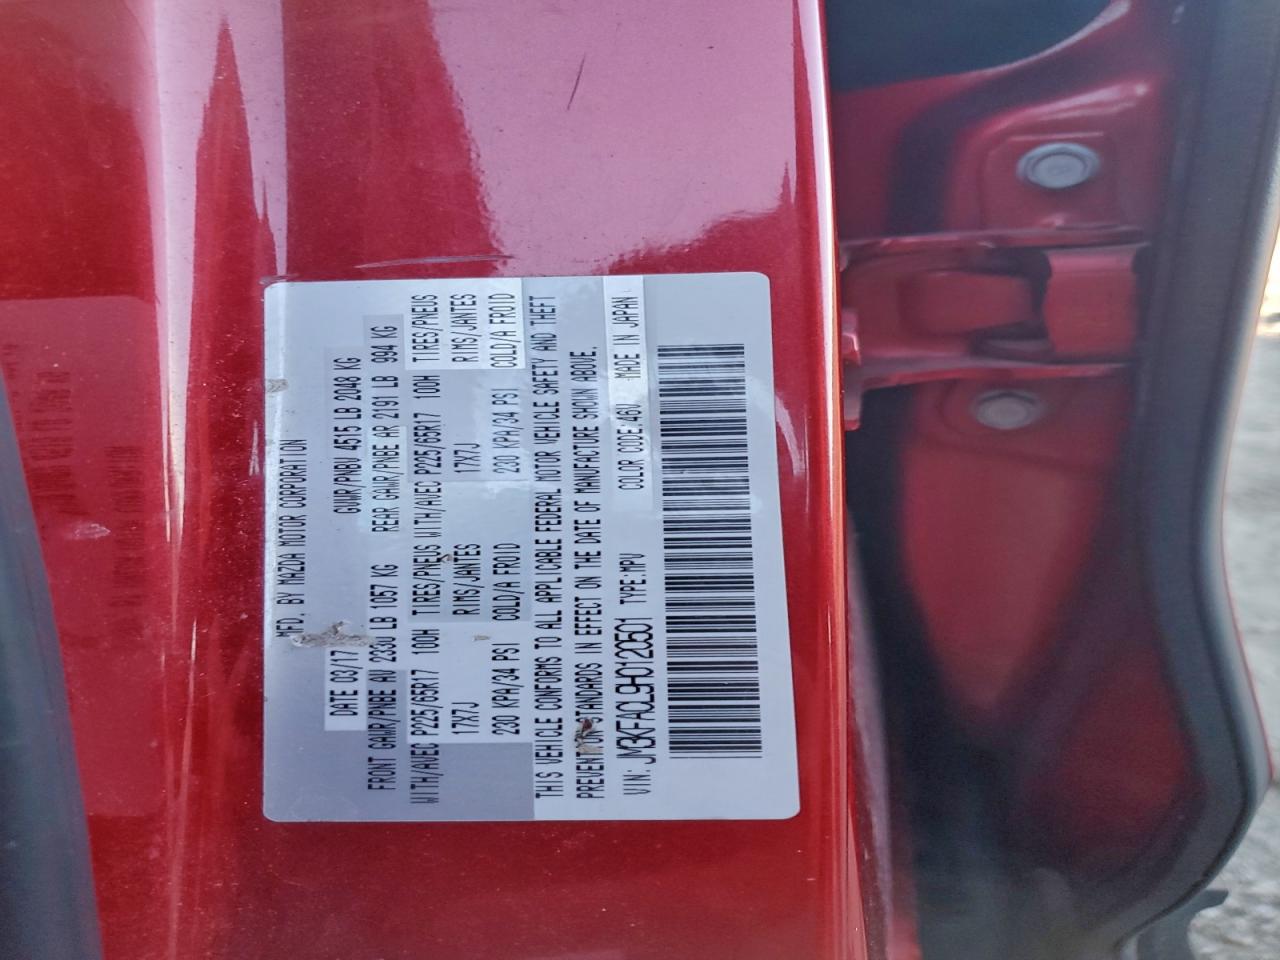 MFD. BY MAZDA MOTOR CORPORATION
DATE 03/17 GVWR/PNBV 4515 LB 2048 KG
FRONT GAWR/PNBE AV 2330 LB 1057 KG REAR GAWR/PNBE AR 2191 LB 994 KG
WITH/AVEC P225/65R17 100H TIRES/PNEUS WITH/AVEC P225/65R17 100H TIRES/PNEUS
17X7J RIMS/JANTES 17X7J RIMS/JANTES
230 KPA/34 PSI COLD/A FROID 230 KPA/34 PSI COLD/A FROID
THIS VEHICLE CONFORMS TO ALL APPLICABLE FEDERAL MOTOR VEHICLE SAFETY AND THEFT
PREVENTION STANDARDS IN EFFECT ON THE DATE OF MANUFACTURE SHOWN ABOVE.
VIN: JM3KFACL9H0120501 TYPE:MPV COLOR CODE:46V MADE IN JAPAN